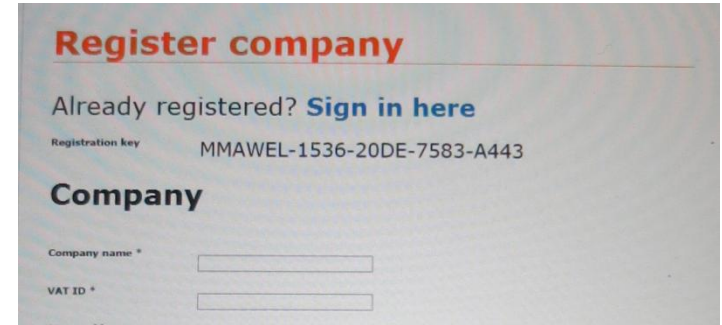 Register company
Already registered? Sign in here
Registration key MMAWEL-1536-20DE-7583-A443
Company
Company name *
VAT ID *